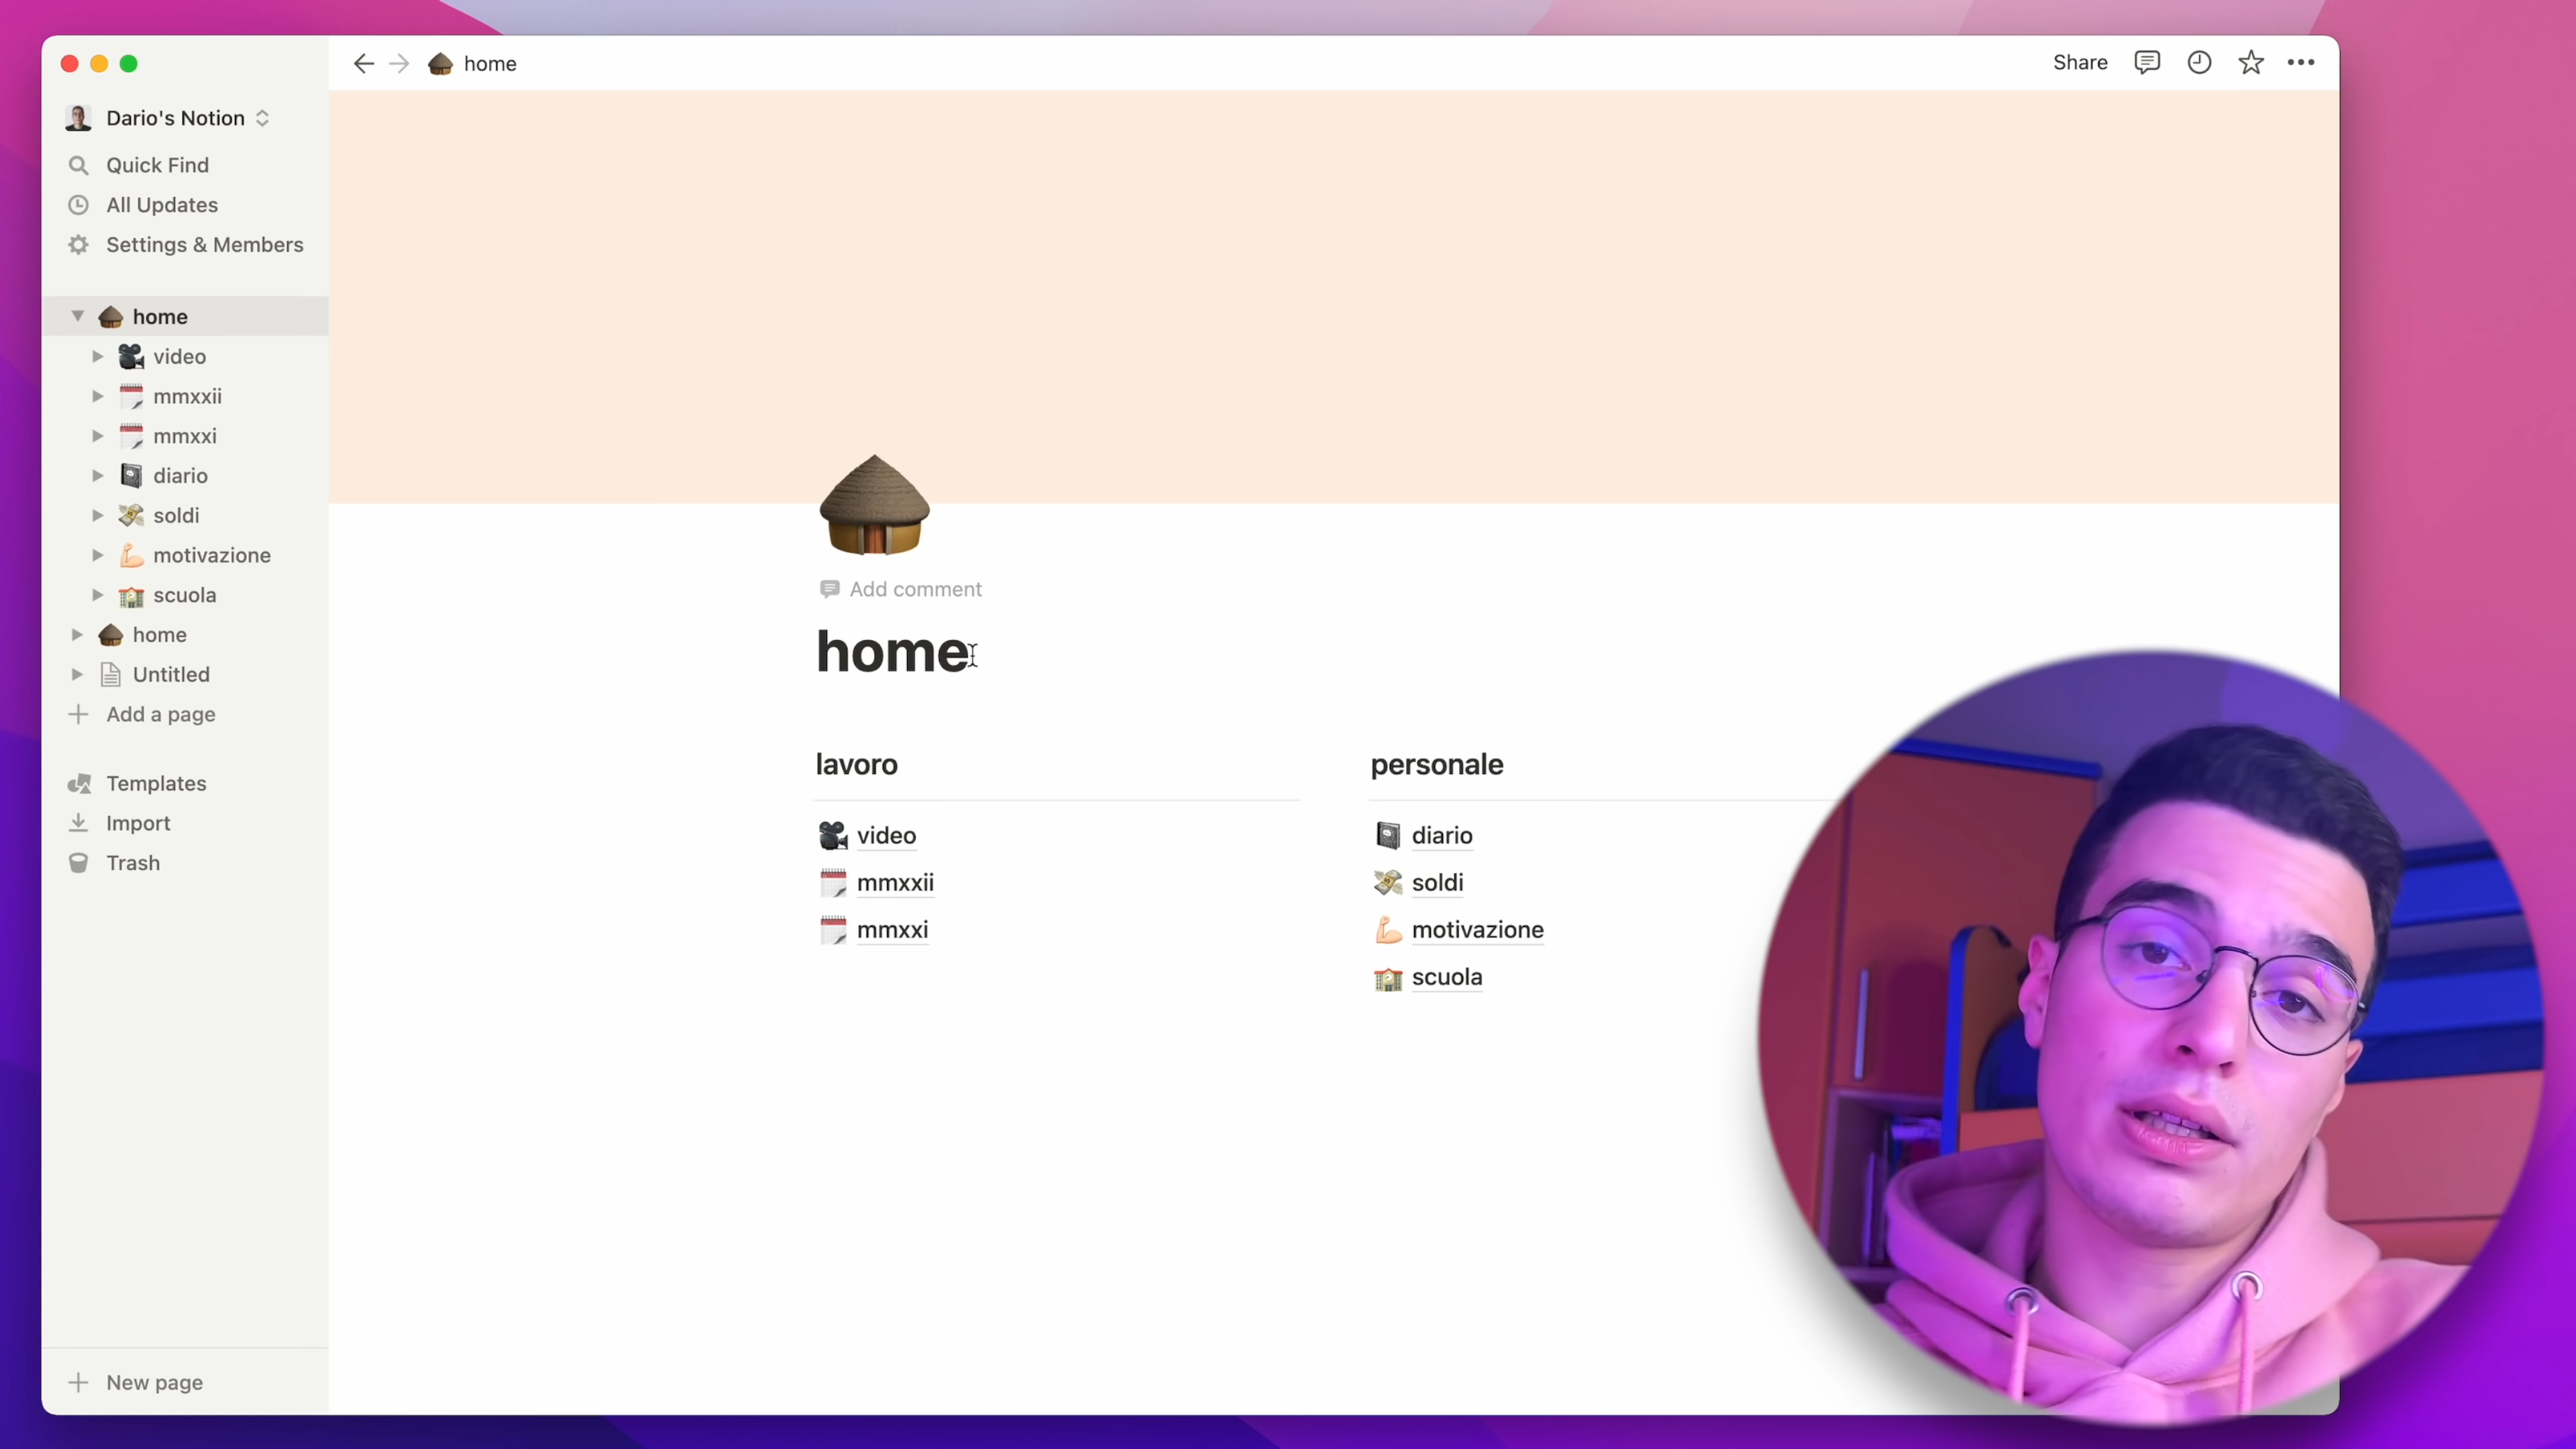 home
Share
Dario's Notion
Quick Find
All Updates
Settings & Members
home
video
mmxxii
mmxxi
diario
soldi
motivazione
scuola
home
Untitled
Add a page
Templates
Import
Trash
New page
Add comment
home
lavoro
video
mmxxii
mmxxi
personale
diario
soldi
motivazione
scuola